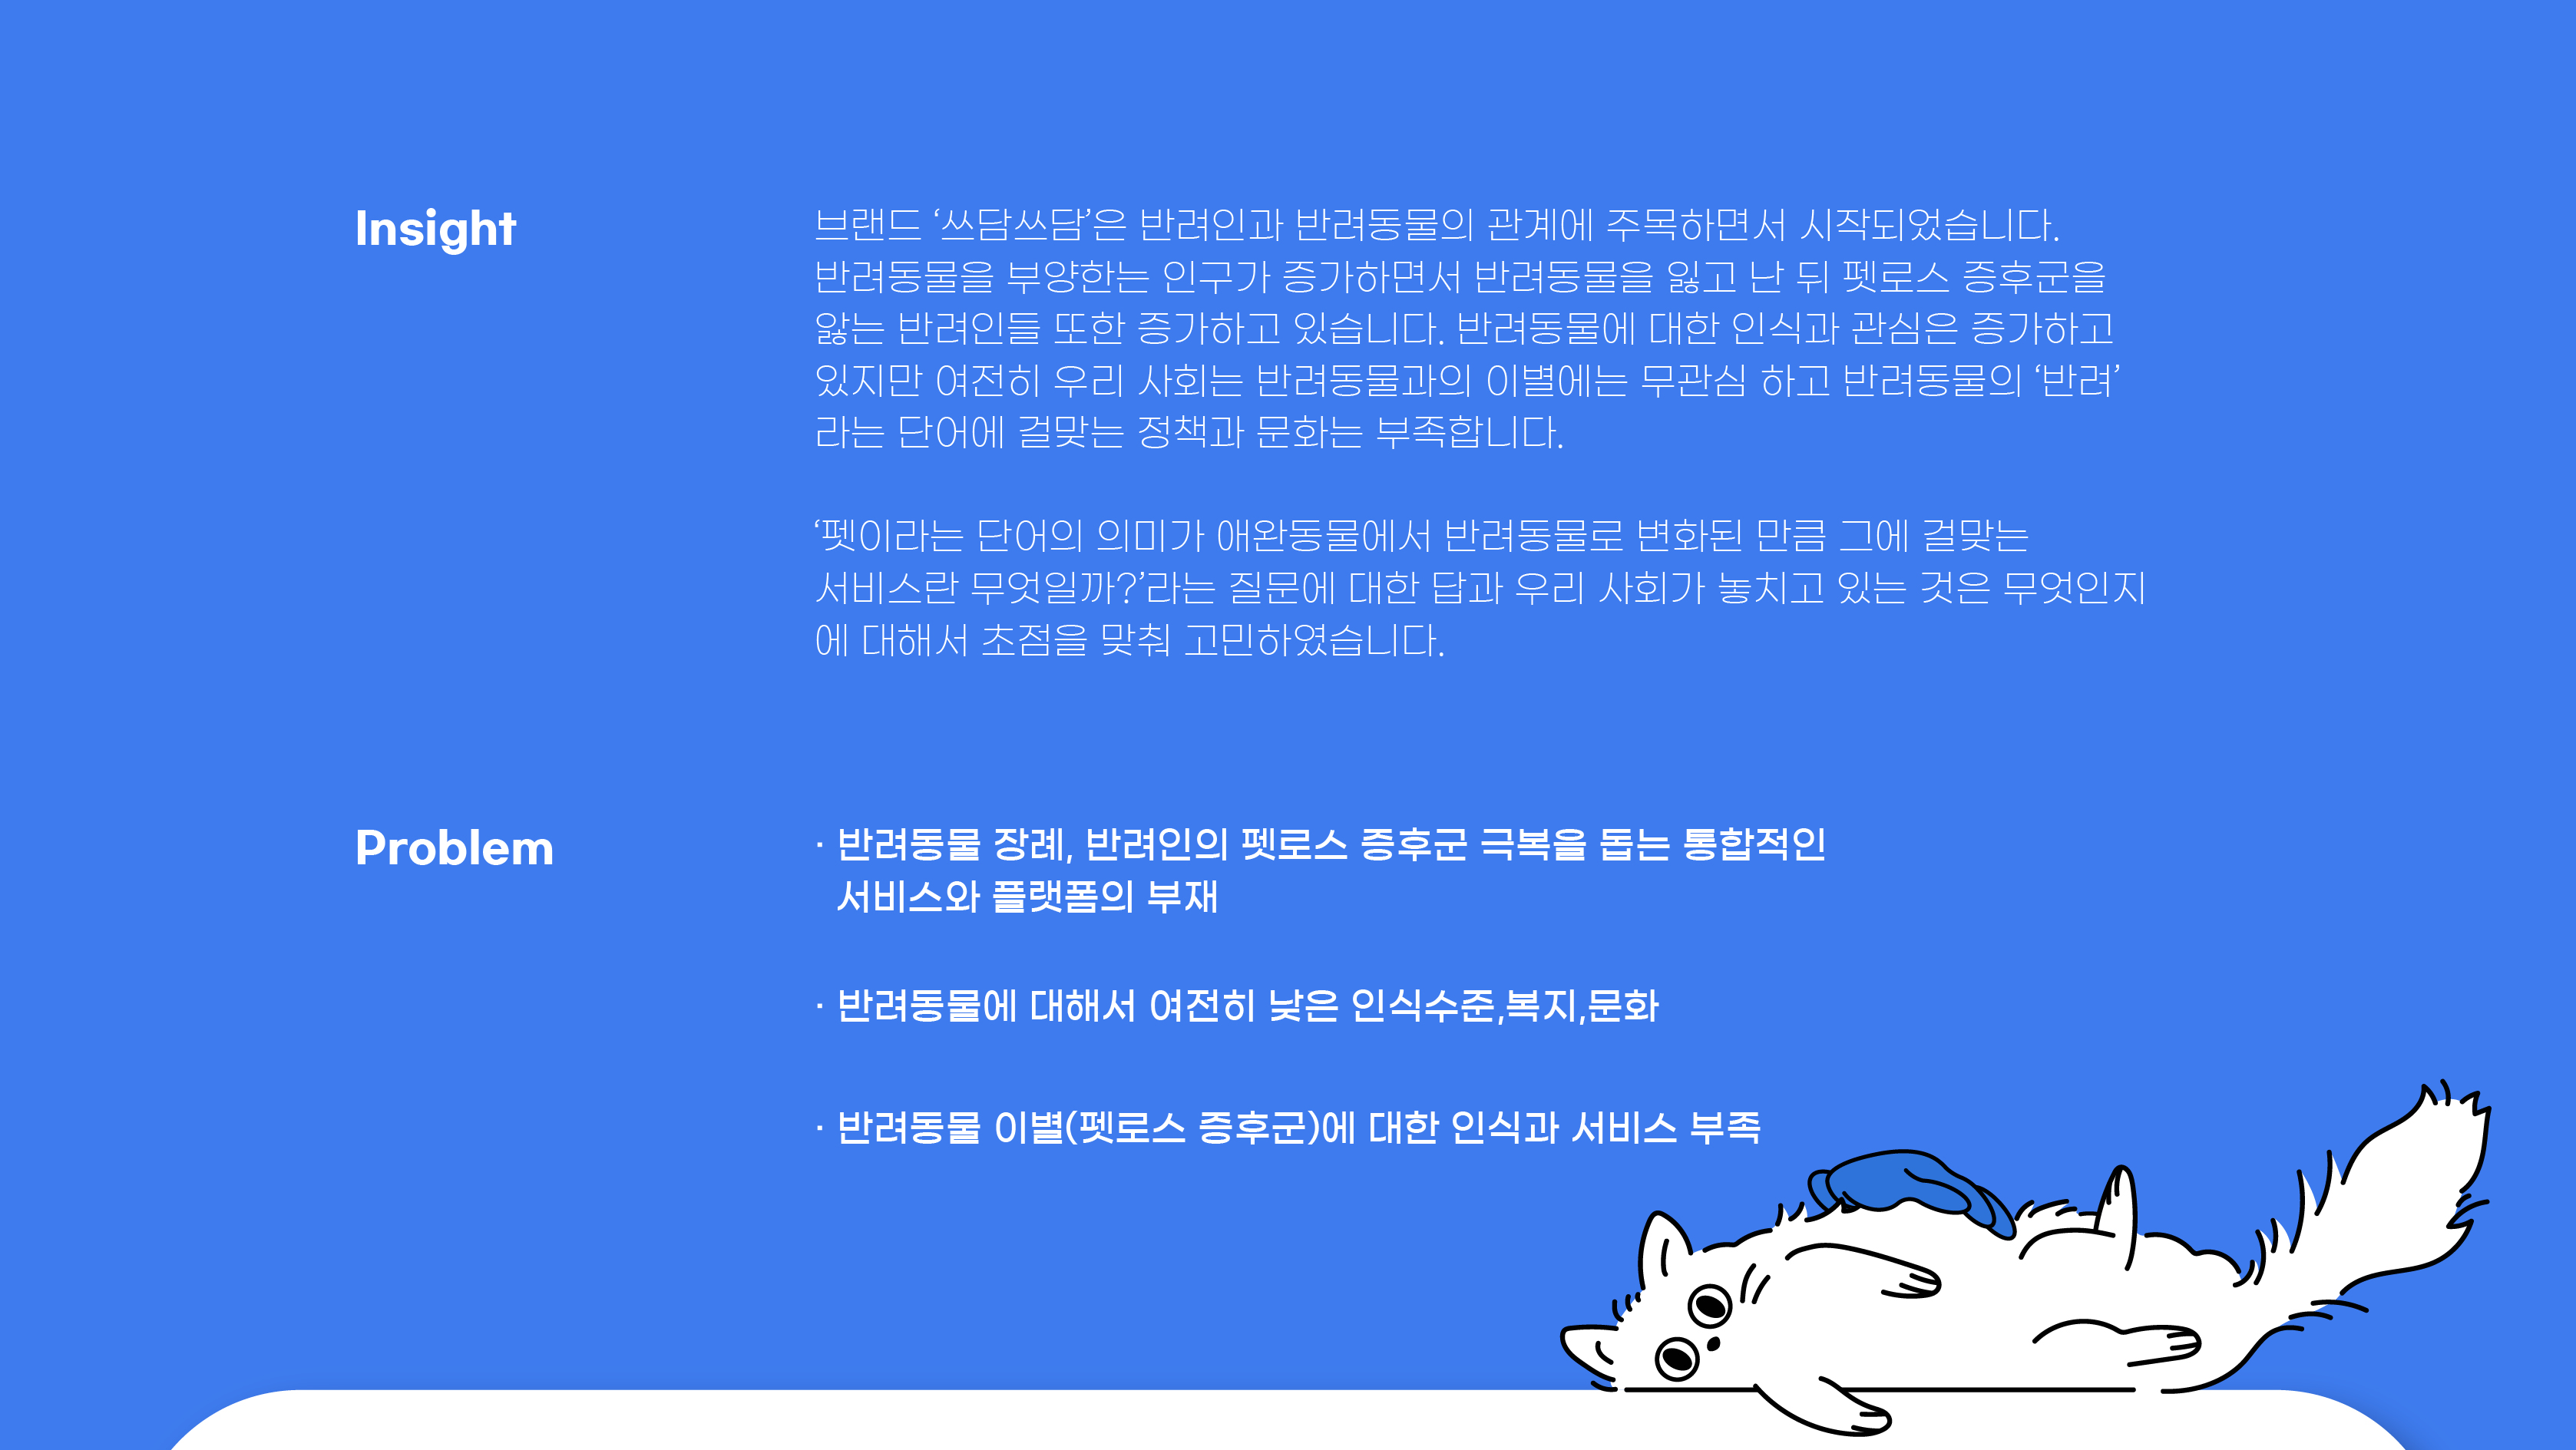 Insight
브랜드 ‘쓰담쓰담’은 반려인과 반려동물의 관계에 주목하면서 시작되었습니다.
반려동물을 부양한는 인구가 증가하면서 반려동물을 잃고 난 뒤 펫로스 증후군을
앓는 반려인들 또한 증가하고 있습니다. 반려동물에 대한 인식과 관심은 증가하고
있지만 여전히 우리 사회는 반려동물과의 이별에는 무관심 하고 반려동물의 ‘반려’
라는 단어에 걸맞는 정책과 문화는 부족합니다.
‘펫이라는 단어의 의미가 애완동물에서 반려동물로 변화된 만큼 그에 걸맞는
서비스란 무엇일까?’라는 질문에 대한 답과 우리 사회가 놓치고 있는 것은 무엇인지
에 대해서 초점을 맞춰 고민하였습니다.
Problem
· 반려동물 장례, 반려인의 펫로스 증후군 극복을 돕는 통합적인
서비스와 플랫폼의 부재
· 반려동물에 대해서 여전히 낮은 인식수준,복지,문화
· 반려동물 이별(펫로스 증후군)에 대한 인식과 서비스 부족